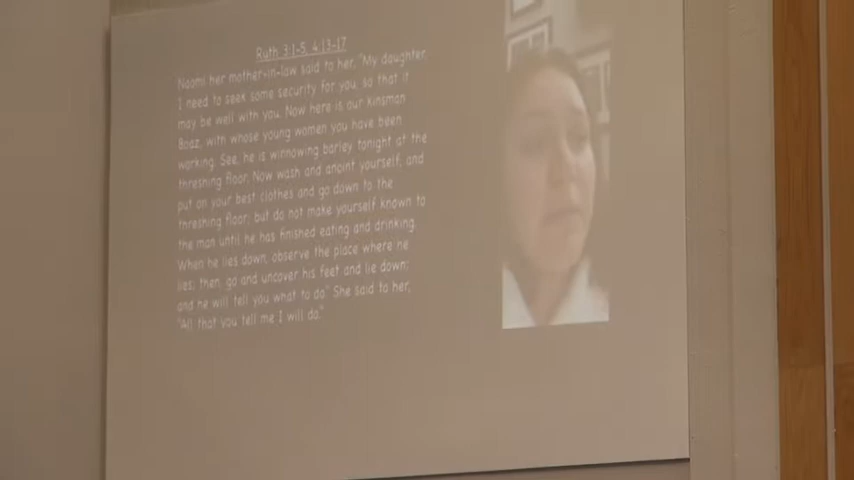 Ruth 3:1-5, 4:13-17
Naomi her mother-in-law said to her, "My daughter,
I need to seek some security for you, so that it
may be well with you. Now here is our kinsman
Boaz, with whose young women you have been
working. See, he is winnowing barley tonight at the
threshing floor. Now wash and anoint yourself, and
put on your best clothes and go down to the
threshing floor; but do not make yourself known to
the man until he has finished eating and drinking.
When he lies down, observe the place where he
lies; then, go and uncover his feet and lie down;
and he will tell you what to do." She said to her,
"All that you tell me I will do."